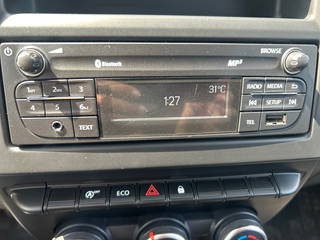 Bluetooth
MP3
BROWSE
1:27
31°C
1
2
3
4
5
6
TEXT
RADIO
MEDIA
SETUP
TEL
ECO